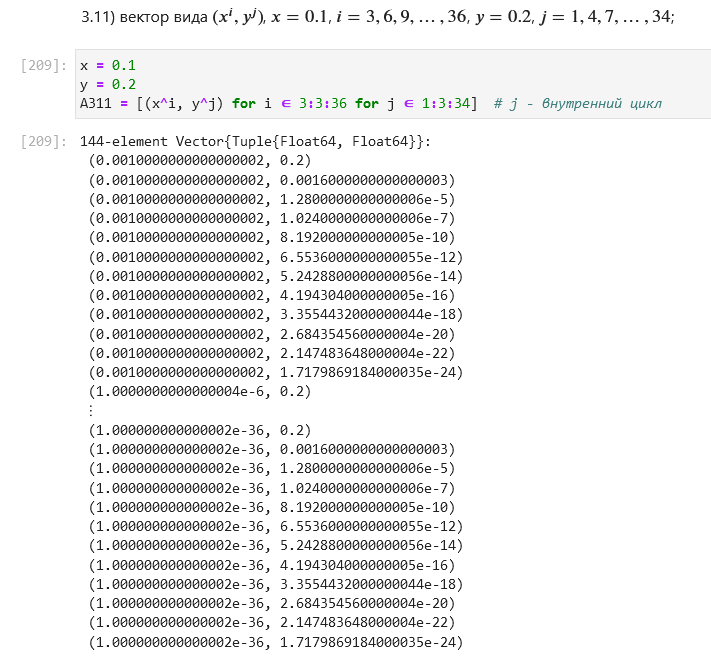 3.11) вектор вида (xⁱ, yʲ), x = 0.1, i = 3, 6, 9, … , 36, y = 0.2, j = 1, 4, 7, … , 34;
[209]: x = 0.1
y = 0.2
A311 = [(x^i, y^j) for i ∈ 3:3:36 for j ∈ 1:3:34]  # j - внутренний цикл
[209]: 144-element Vector{Tuple{Float64, Float64}}:
(0.0010000000000000002, 0.2)
(0.0010000000000000002, 0.0016000000000000003)
(0.0010000000000000002, 1.2800000000000006e-5)
(0.0010000000000000002, 1.0240000000000006e-7)
(0.0010000000000000002, 8.192000000000005e-10)
(0.0010000000000000002, 6.5536000000000055e-12)
(0.0010000000000000002, 5.2428800000000056e-14)
(0.0010000000000000002, 4.194304000000005e-16)
(0.0010000000000000002, 3.3554432000000044e-18)
(0.0010000000000000002, 2.684354560000004e-20)
(0.0010000000000000002, 2.147483648000004e-22)
(0.0010000000000000002, 1.7179869184000035e-24)
(1.0000000000000004e-6, 0.2)
⋮
(1.000000000000002e-36, 0.2)
(1.000000000000002e-36, 0.0016000000000000003)
(1.000000000000002e-36, 1.2800000000000006e-5)
(1.000000000000002e-36, 1.0240000000000006e-7)
(1.000000000000002e-36, 8.192000000000005e-10)
(1.000000000000002e-36, 6.5536000000000055e-12)
(1.000000000000002e-36, 5.2428800000000056e-14)
(1.000000000000002e-36, 4.194304000000005e-16)
(1.000000000000002e-36, 3.3554432000000044e-18)
(1.000000000000002e-36, 2.684354560000004e-20)
(1.000000000000002e-36, 2.147483648000004e-22)
(1.000000000000002e-36, 1.7179869184000035e-24)